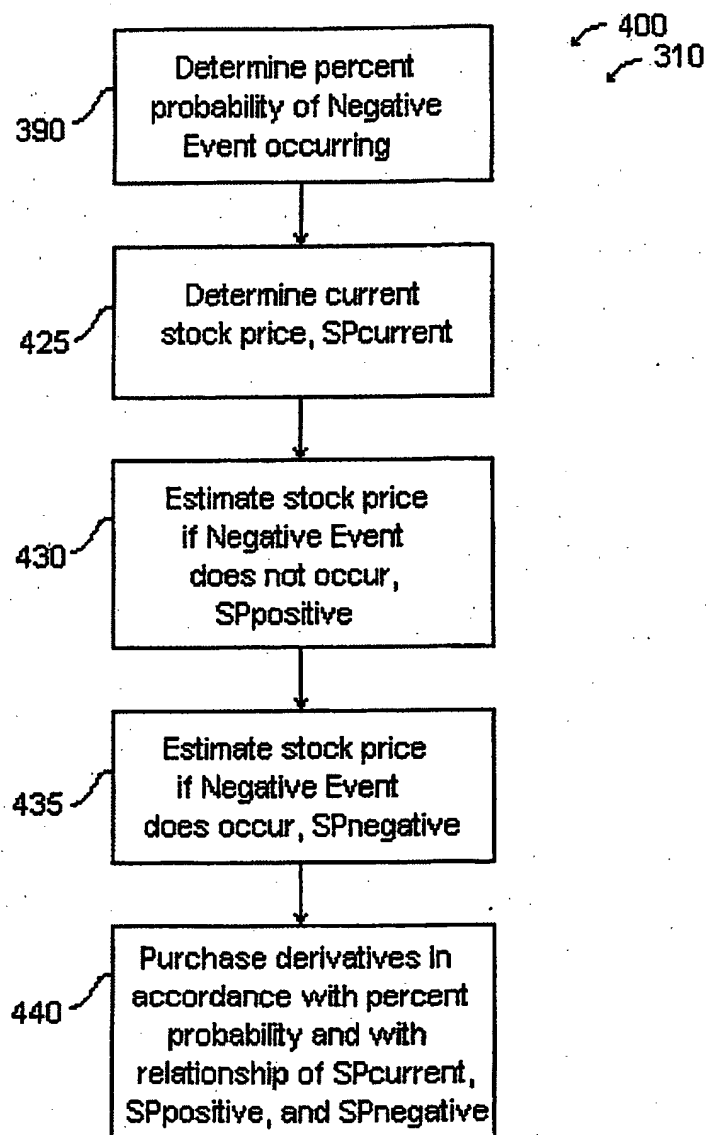 400
310
390
Determine percent
probability of Negative
Event occurring
425
Determine current
stock price, SPcurrent
430
Estimate stock price
if Negative Event
does not occur,
SPpositive
435
Estimate stock price
if Negative Event
does occur, SPnegative
440
Purchase derivatives in
accordance with percent
probability and with
relationship of SPcurrent,
SPpositive, and SPnegative